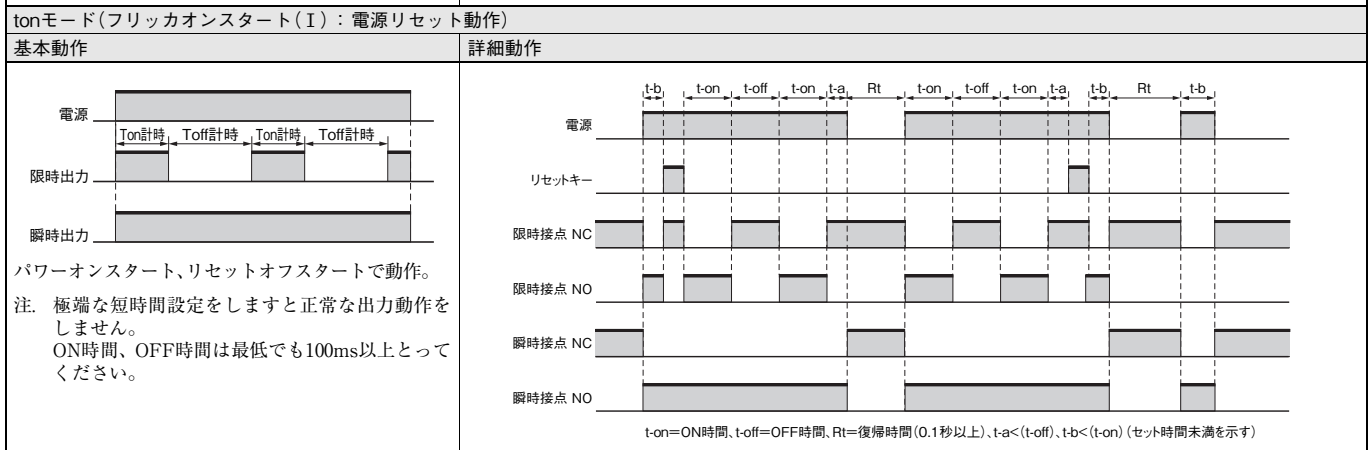 tonモード(フリッカオンスタート(I):電源リセット動作)
基本動作
詳細動作
電源
Ton計時 Toff計時 Ton計時 Toff計時
限時出力
瞬時出力
パワーオンスタート、リセットオフスタートで動作。
注. 極端な短時間設定をしますと正常な出力動作を
しません。
ON時間、OFF時間は最低でも100ms以上とって
ください。
t-b t-on t-off t-on t-a Rt t-on t-off t-on t-a t-b Rt t-b
電源
リセットキー
限時接点 NC
限時接点 NO
瞬時接点 NC
瞬時接点 NO
t-on=ON時間、t-off=OFF時間、Rt=復帰時間(0.1秒以上)、t-a<(t-off)、t-b<(t-on)(セット時間未満を示す)